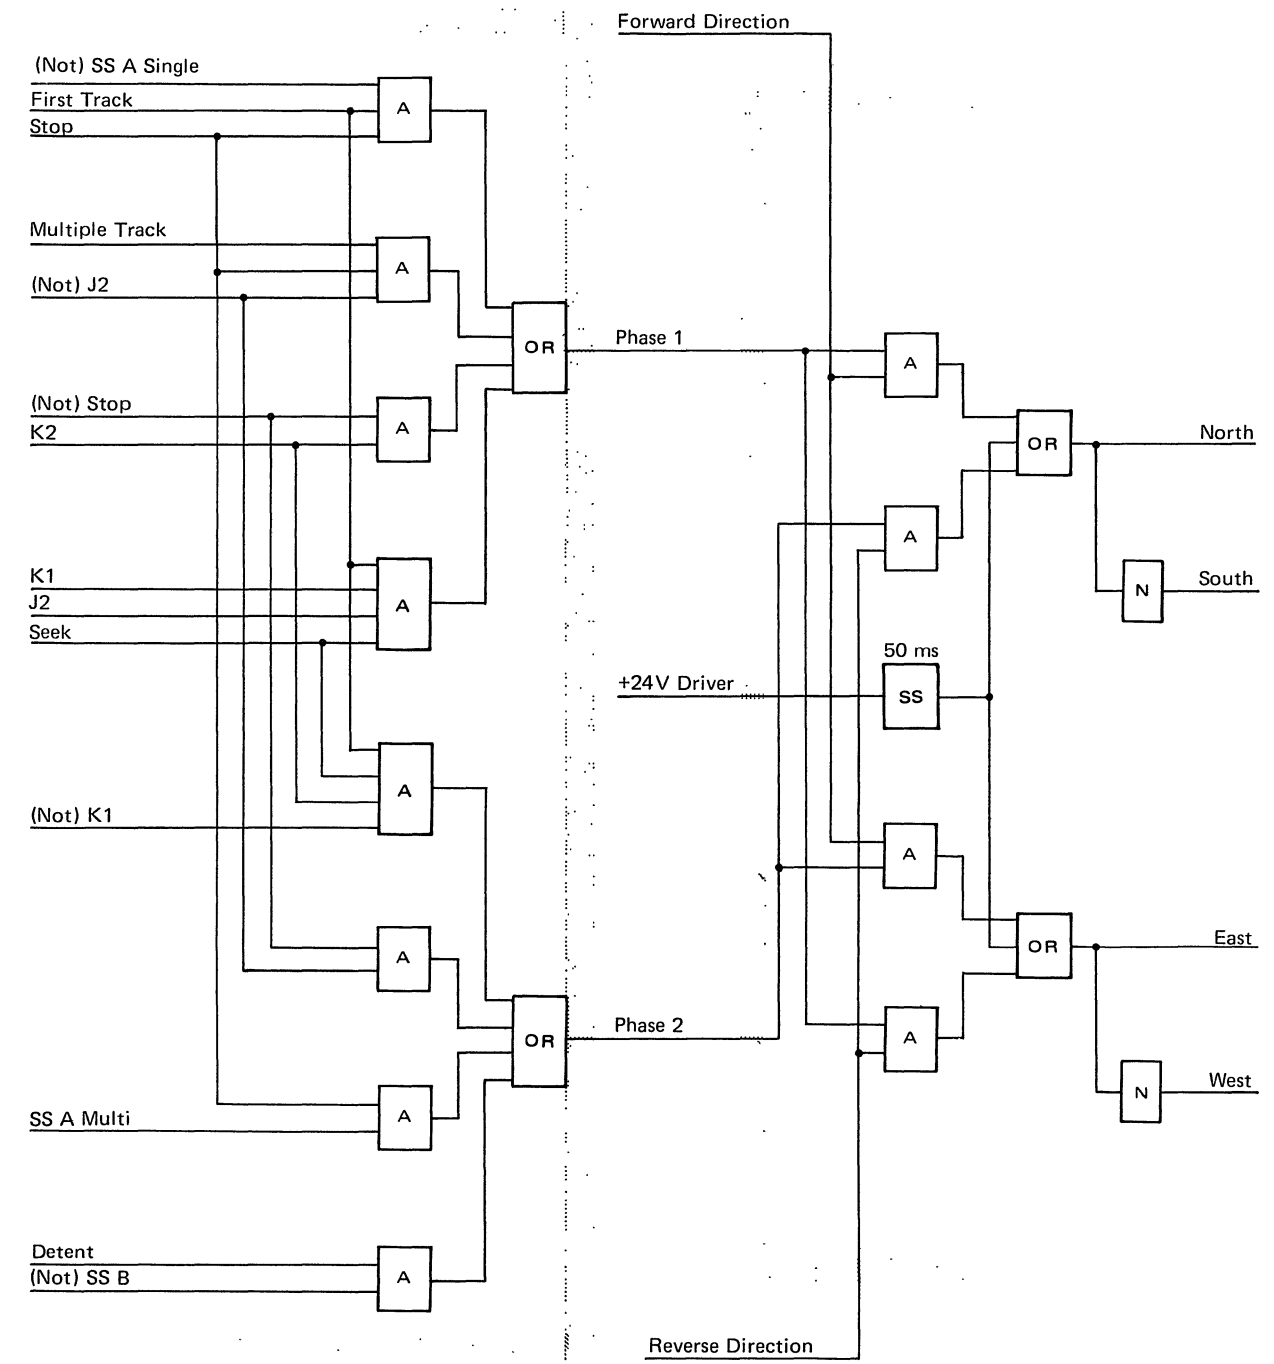 Forward Direction
(Not) SS A Single
First Track
Stop
A
Multiple Track
(Not) J2
A
OR
Phase 1
A
(Not) Stop
K2
A
OR
North
A
K1
J2
Seek
A
N
South
50 ms
+24V Driver
SS
(Not) K1
A
A
A
OR
East
OR
Phase 2
A
SS A Multi
A
N
West
Detent
(Not) SS B
A
Reverse Direction